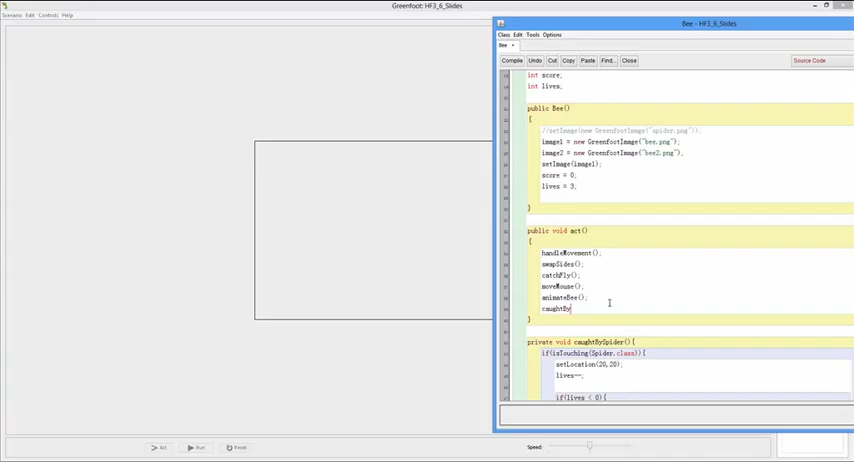 Greenfoot: HF3_6_Slides
Scenario Edit Controls Help
Bee - HF3_6_Slides
Class Edit Tools Options
Bee
Compile Undo Cut Copy Paste Find... Close
Source Code
int score;
int lives;
public Bee()
{
//setImage(new GreenfootImage("spider.png"));
image1 = new GreenfootImage("bee.png");
image2 = new GreenfootImage("bee2.png");
setImage(image1);
score = 0;
lives = 3;
}
public void act()
{
handleMovement();
swapSides();
catchFly();
moveMouse();
animateBee();
caughtBy
}
private void caughtBySpider(){
if(isTouching(Spider.class)){
setLocation(20,20);
lives--;
if(lives < 0){
Act Run Reset
Speed: